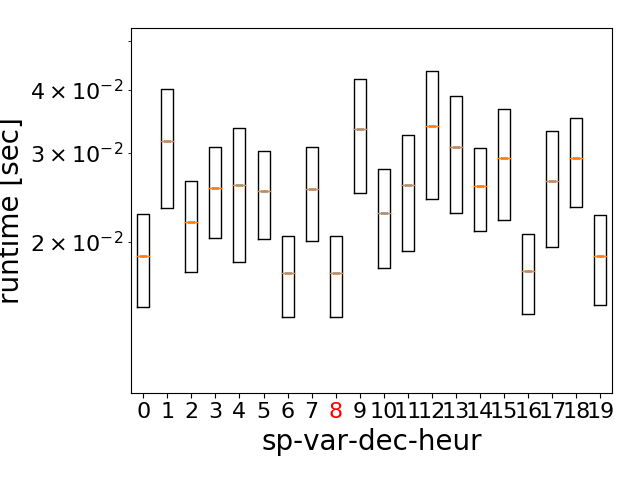 runtime [sec]
4 × 10⁻²
3 × 10⁻²
2 × 10⁻²
0 1 2 3 4 5 6 7 8 9 10 11 12 13 14 15 16 17 18 19
sp-var-dec-heur